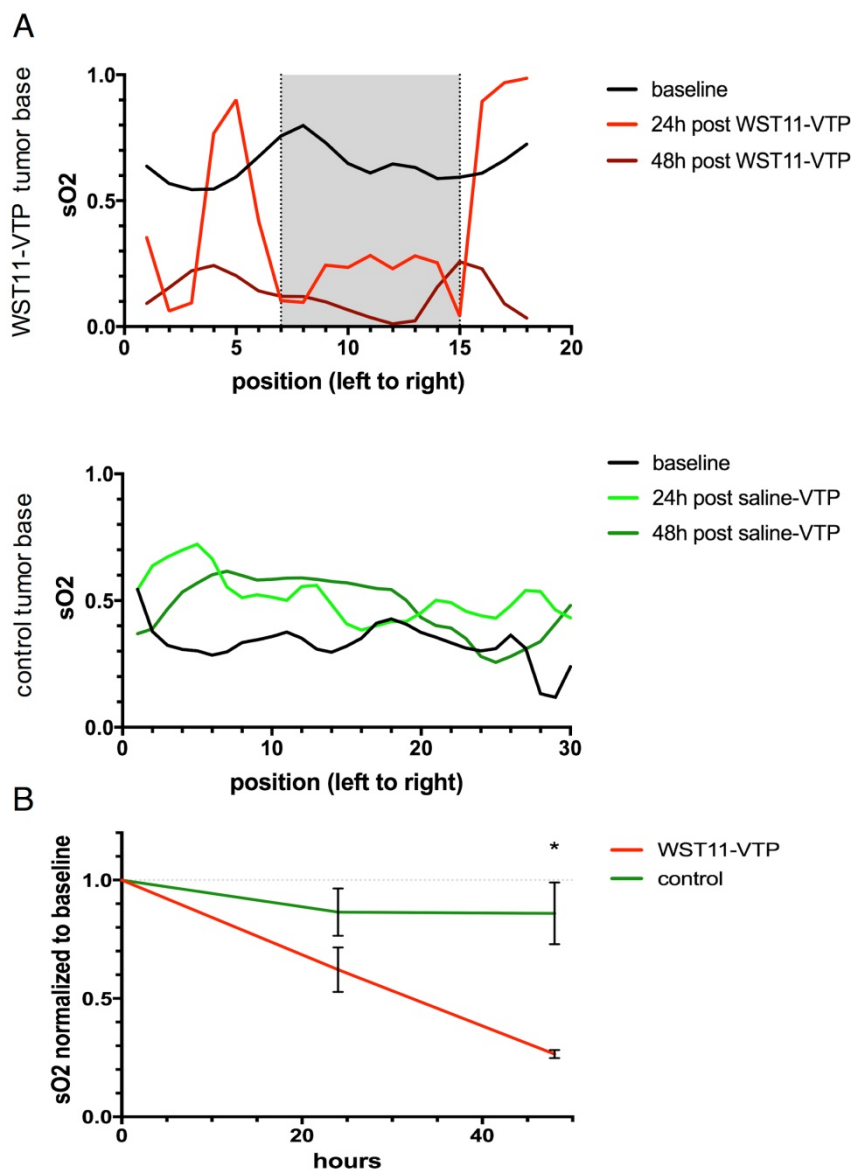 A
WST11-VTP tumor base
sO2
1.0
0.5
0.0
0 5 10 15 20
position (left to right)
baseline
24h post WST11-VTP
48h post WST11-VTP
control tumor base
sO2
1.0
0.5
0.0
0 10 20 30
position (left to right)
baseline
24h post saline-VTP
48h post saline-VTP
B
sO2 normalized to baseline
1.0
0.5
0.0
0 20 40
hours
*
WST11-VTP
control